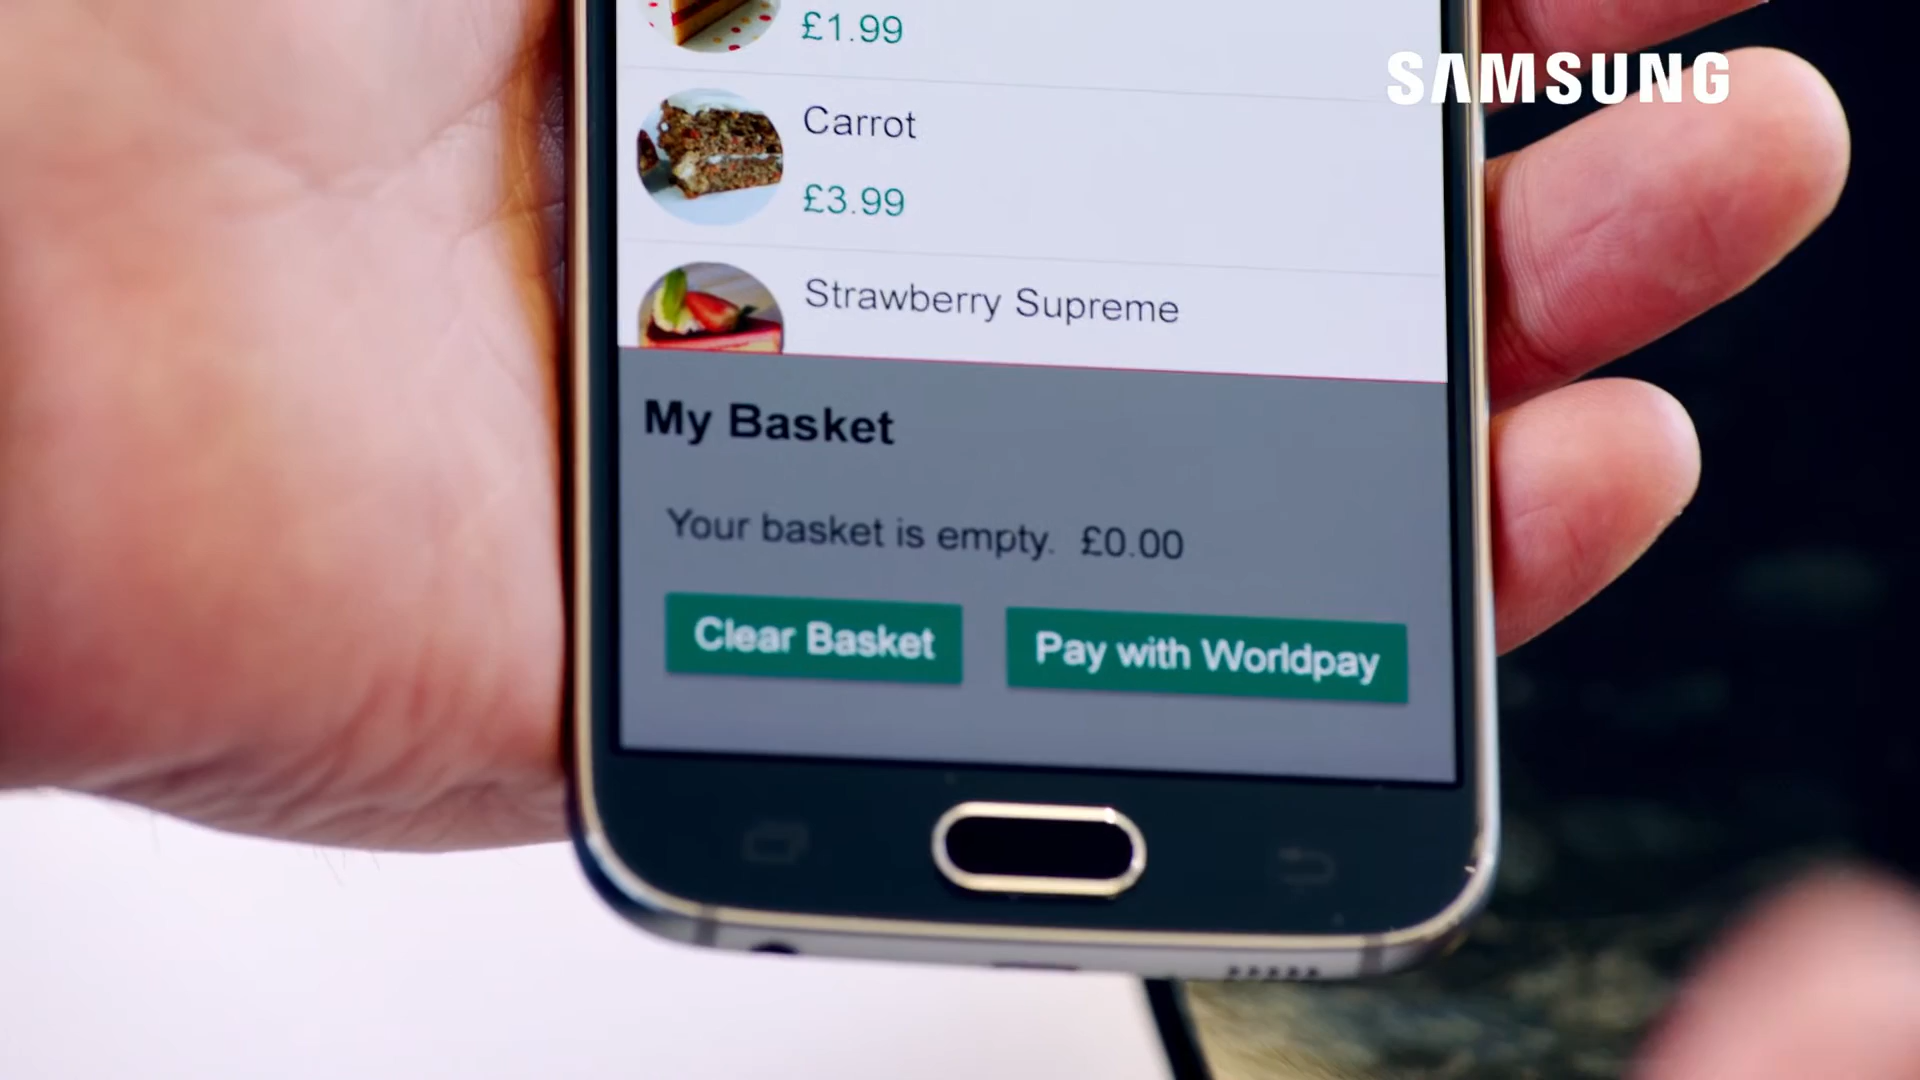 £1.99
SAMSUNG
Carrot
£3.99
Strawberry Supreme
My Basket
Your basket is empty. £0.00
Clear Basket
Pay with Worldpay